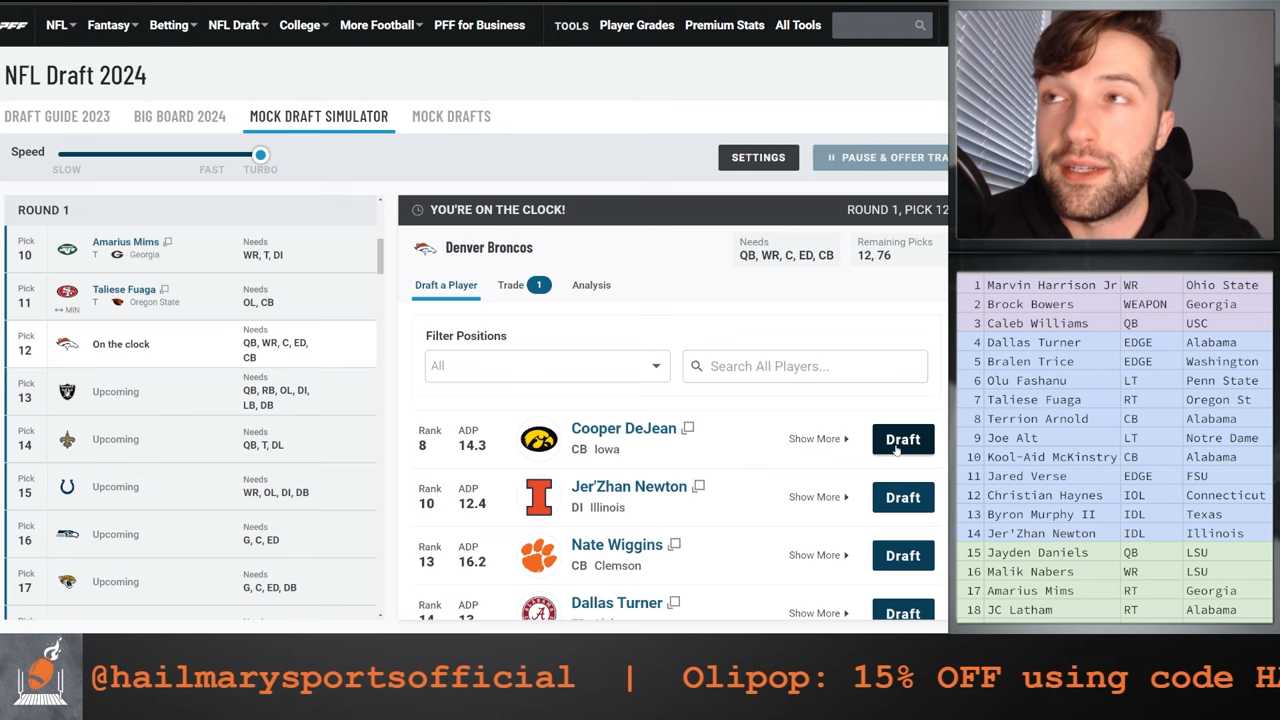 PFF NFL Fantasy Betting NFL Draft College More Football PFF for Business TOOLS Player Grades Premium Stats All Tools
NFL Draft 2024
DRAFT GUIDE 2023 BIG BOARD 2024 MOCK DRAFT SIMULATOR MOCK DRAFTS
Speed
SLOW FAST TURBO
SETTINGS PAUSE & OFFER TRA
ROUND 1
Pick 10 Amarius Mims Needs
T Georgia WR, T, DI
Pick 11 Taliese Fuaga Needs
MIN T Oregon State OL, CB
Pick 12 On the clock Needs
QB, WR, C, ED,
CB
Pick 13 Upcoming Needs
QB, RB, OL, DI,
LB, DB
Pick 14 Upcoming Needs
QB, T, DL
Pick 15 Upcoming Needs
WR, OL, DI, DB
Pick 16 Upcoming Needs
G, C, ED
Pick 17 Upcoming Needs
G, C, ED, DB
YOU'RE ON THE CLOCK! ROUND 1, PICK 12
Denver Broncos
Needs
QB, WR, C, ED, CB
Remaining Picks
12, 76
Draft a Player Trade 1 Analysis
Filter Positions
All Search All Players...
Rank 8 ADP 14.3 Cooper DeJean Show More Draft
CB Iowa
Rank 10 ADP 12.4 Jer'Zhan Newton Show More Draft
DI Illinois
Rank 13 ADP 16.2 Nate Wiggins Show More Draft
CB Clemson
Rank ADP Dallas Turner Show More Draft
1 Marvin Harrison Jr WR Ohio State
2 Brock Bowers WEAPON Georgia
3 Caleb Williams QB USC
4 Dallas Turner EDGE Alabama
5 Bralen Trice EDGE Washington
6 Olu Fashanu LT Penn State
7 Taliese Fuaga RT Oregon St
8 Terrion Arnold CB Alabama
9 Joe Alt LT Notre Dame
10 Kool-Aid McKinstry CB Alabama
11 Jared Verse EDGE FSU
12 Christian Haynes IOL Connecticut
13 Byron Murphy II IDL Texas
14 Jer'Zhan Newton IDL Illinois
15 Jayden Daniels QB LSU
16 Malik Nabers WR LSU
17 Amarius Mims RT Georgia
18 JC Latham RT Alabama
@hailmarysportsofficial | Olipop: 15% OFF using code HA